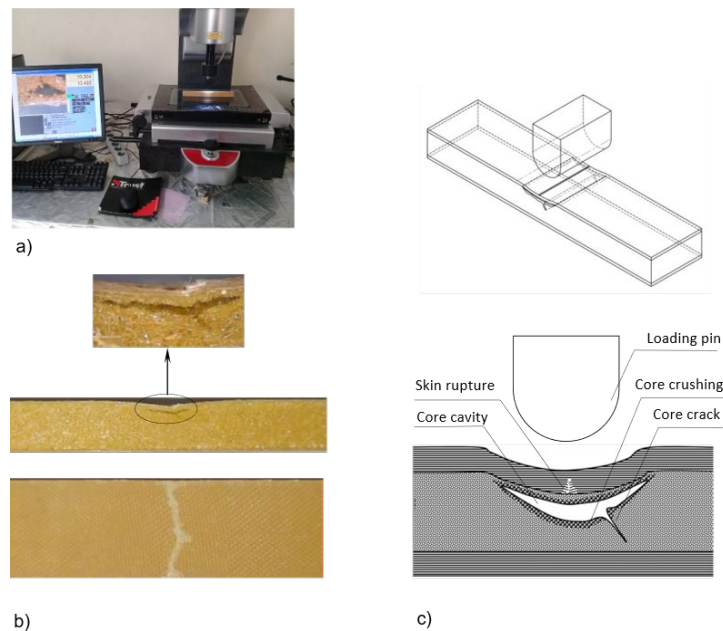 a)
b)
Loading pin
Skin rupture
Core crushing
Core cavity
Core crack
c)